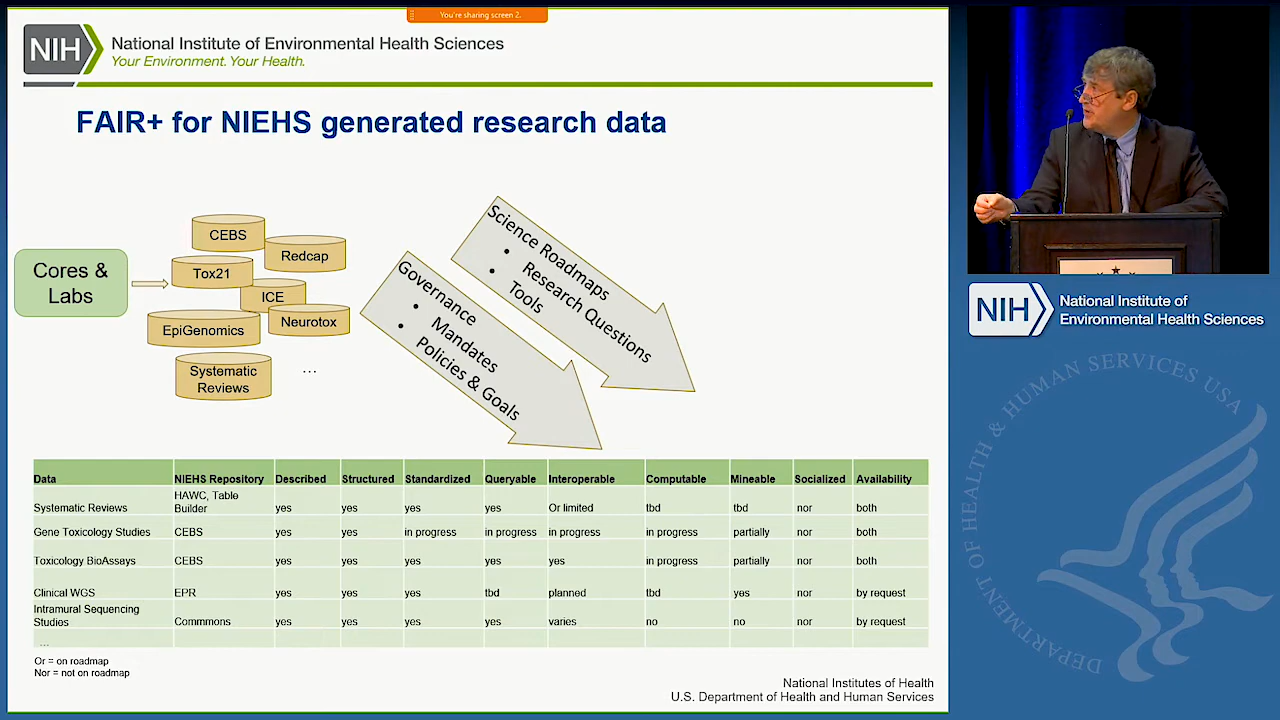 You're sharing screen 2.
NIH
National Institute of Environmental Health Sciences
Your Environment. Your Health.
FAIR+ for NIEHS generated research data
Cores &
Labs
CEBS
Redcap
Tox21
ICE
Neurotox
EpiGenomics
Systematic
Reviews
...
Governance
• Mandates
• Policies & Goals
Science Roadmaps
• Research Questions
• Tools
Data NIEHS Repository Described Structured Standardized Queryable Interoperable Computable Mineable Socialized Availability
Systematic Reviews HAWC, Table Builder yes yes yes yes Or limited tbd tbd nor both
Gene Toxicology Studies CEBS yes yes in progress in progress in progress in progress partially nor both
Toxicology BioAssays CEBS yes yes yes yes yes in progress partially nor both
Clinical WGS EPR yes yes yes tbd planned tbd yes nor by request
Intramural Sequencing Studies Commmons yes yes yes yes varies no no nor by request
...
Or = on roadmap
Nor = not on roadmap
National Institutes of Health
U.S. Department of Health and Human Services
NIH
National Institute of
Environmental Health Sciences
DEPARTMENT OF HEALTH & HUMAN SERVICES USA